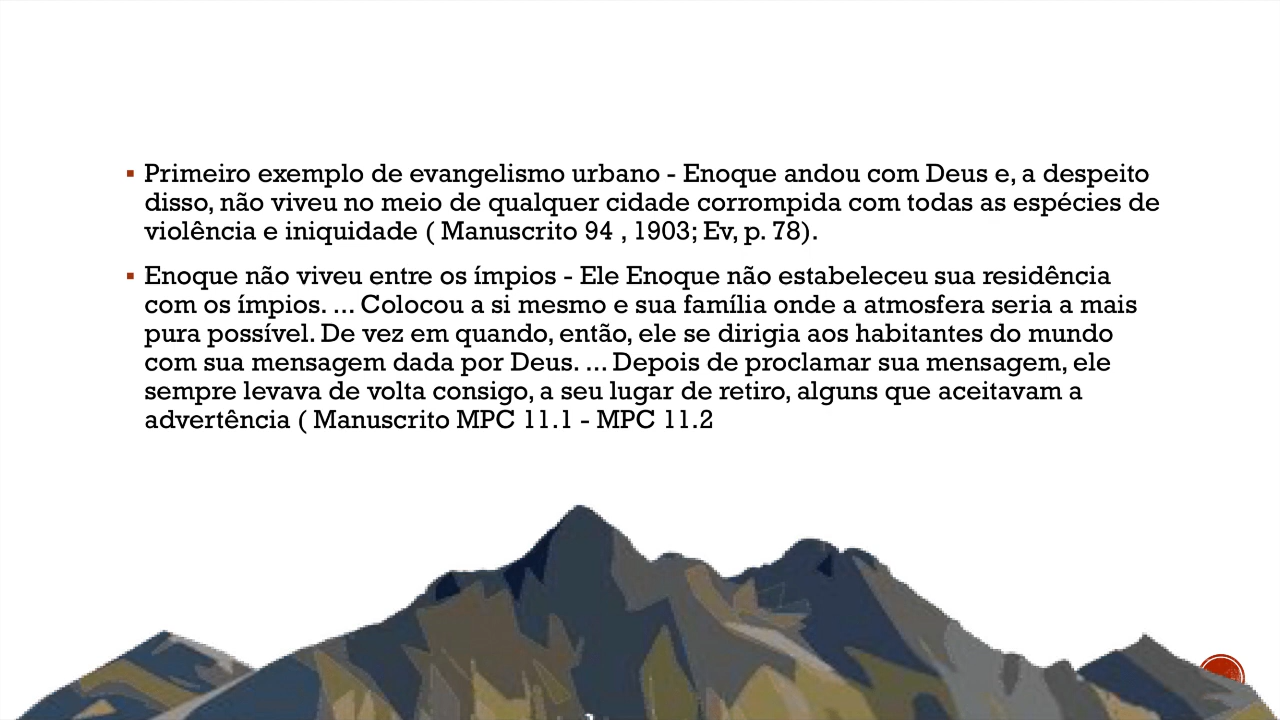 ▪ Primeiro exemplo de evangelismo urbano - Enoque andou com Deus e, a despeito
disso, não viveu no meio de qualquer cidade corrompida com todas as espécies de
violência e iniquidade ( Manuscrito 94 , 1903; Ev, p. 78).
▪ Enoque não viveu entre os ímpios - Ele Enoque não estabeleceu sua residência
com os ímpios. ... Colocou a si mesmo e sua família onde a atmosfera seria a mais
pura possível. De vez em quando, então, ele se dirigia aos habitantes do mundo
com sua mensagem dada por Deus. ... Depois de proclamar sua mensagem, ele
sempre levava de volta consigo, a seu lugar de retiro, alguns que aceitavam a
advertência ( Manuscrito MPC 11.1 - MPC 11.2